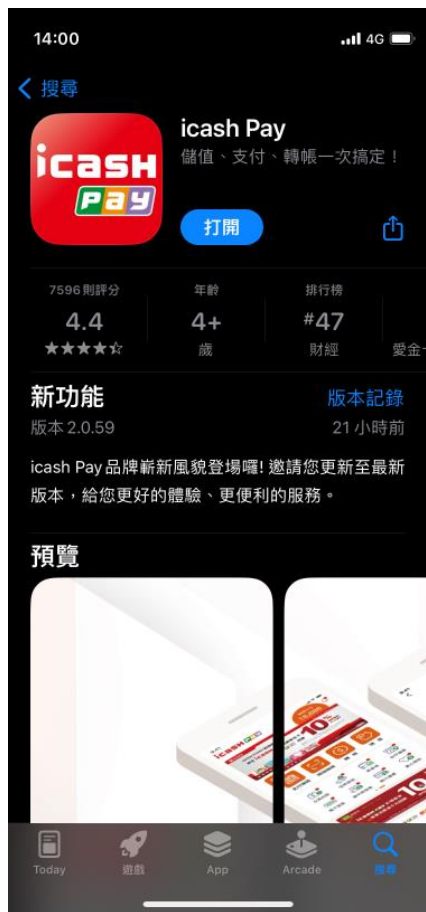 14:00
4G
搜尋
icash Pay
儲值、支付、轉帳一次搞定！
icash
Pay
打開
7596 則評分
年齡
排行榜
4.4
4+
#47
歲
財經
愛金
新功能
版本記錄
版本 2.0.59
21 小時前
icash Pay 品牌嶄新風貌登場囉! 邀請您更新至最新
版本，給您更好的體驗、更便利的服務。
預覽
icash Pay
10
Today
遊戲
App
Arcade
搜尋